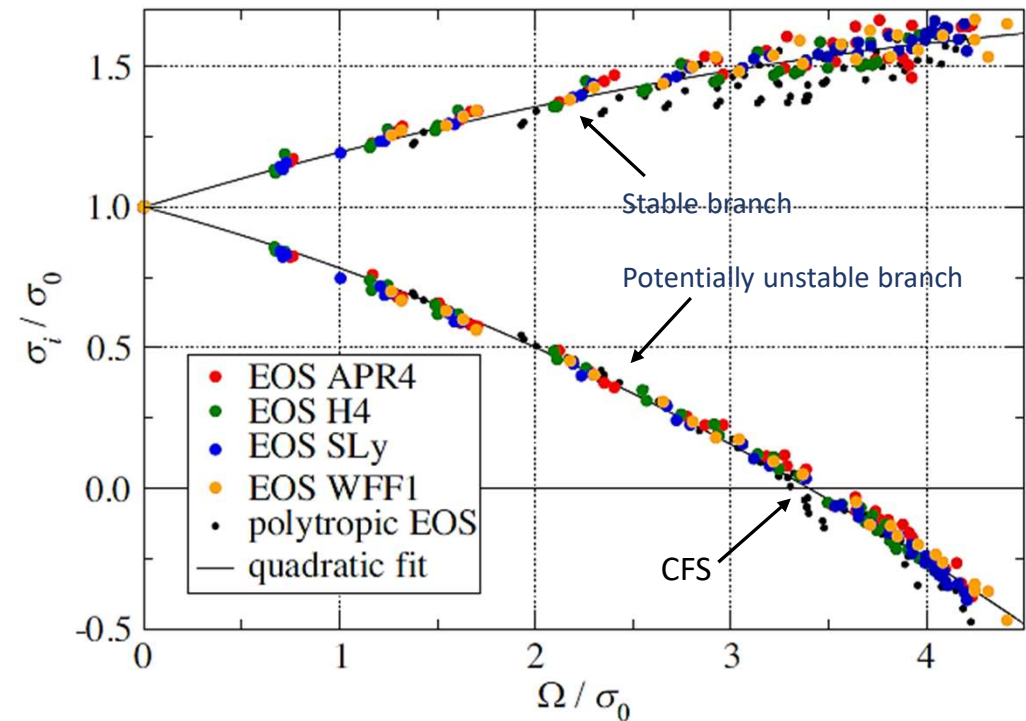 1.5
1.0
0.5
0.0
-0.5
σi / σ0
Stable branch
Potentially unstable branch
EOS APR4
EOS H4
EOS SLy
EOS WFF1
polytropic EOS
quadratic fit
CFS
0 1 2 3 4
Ω / σ0